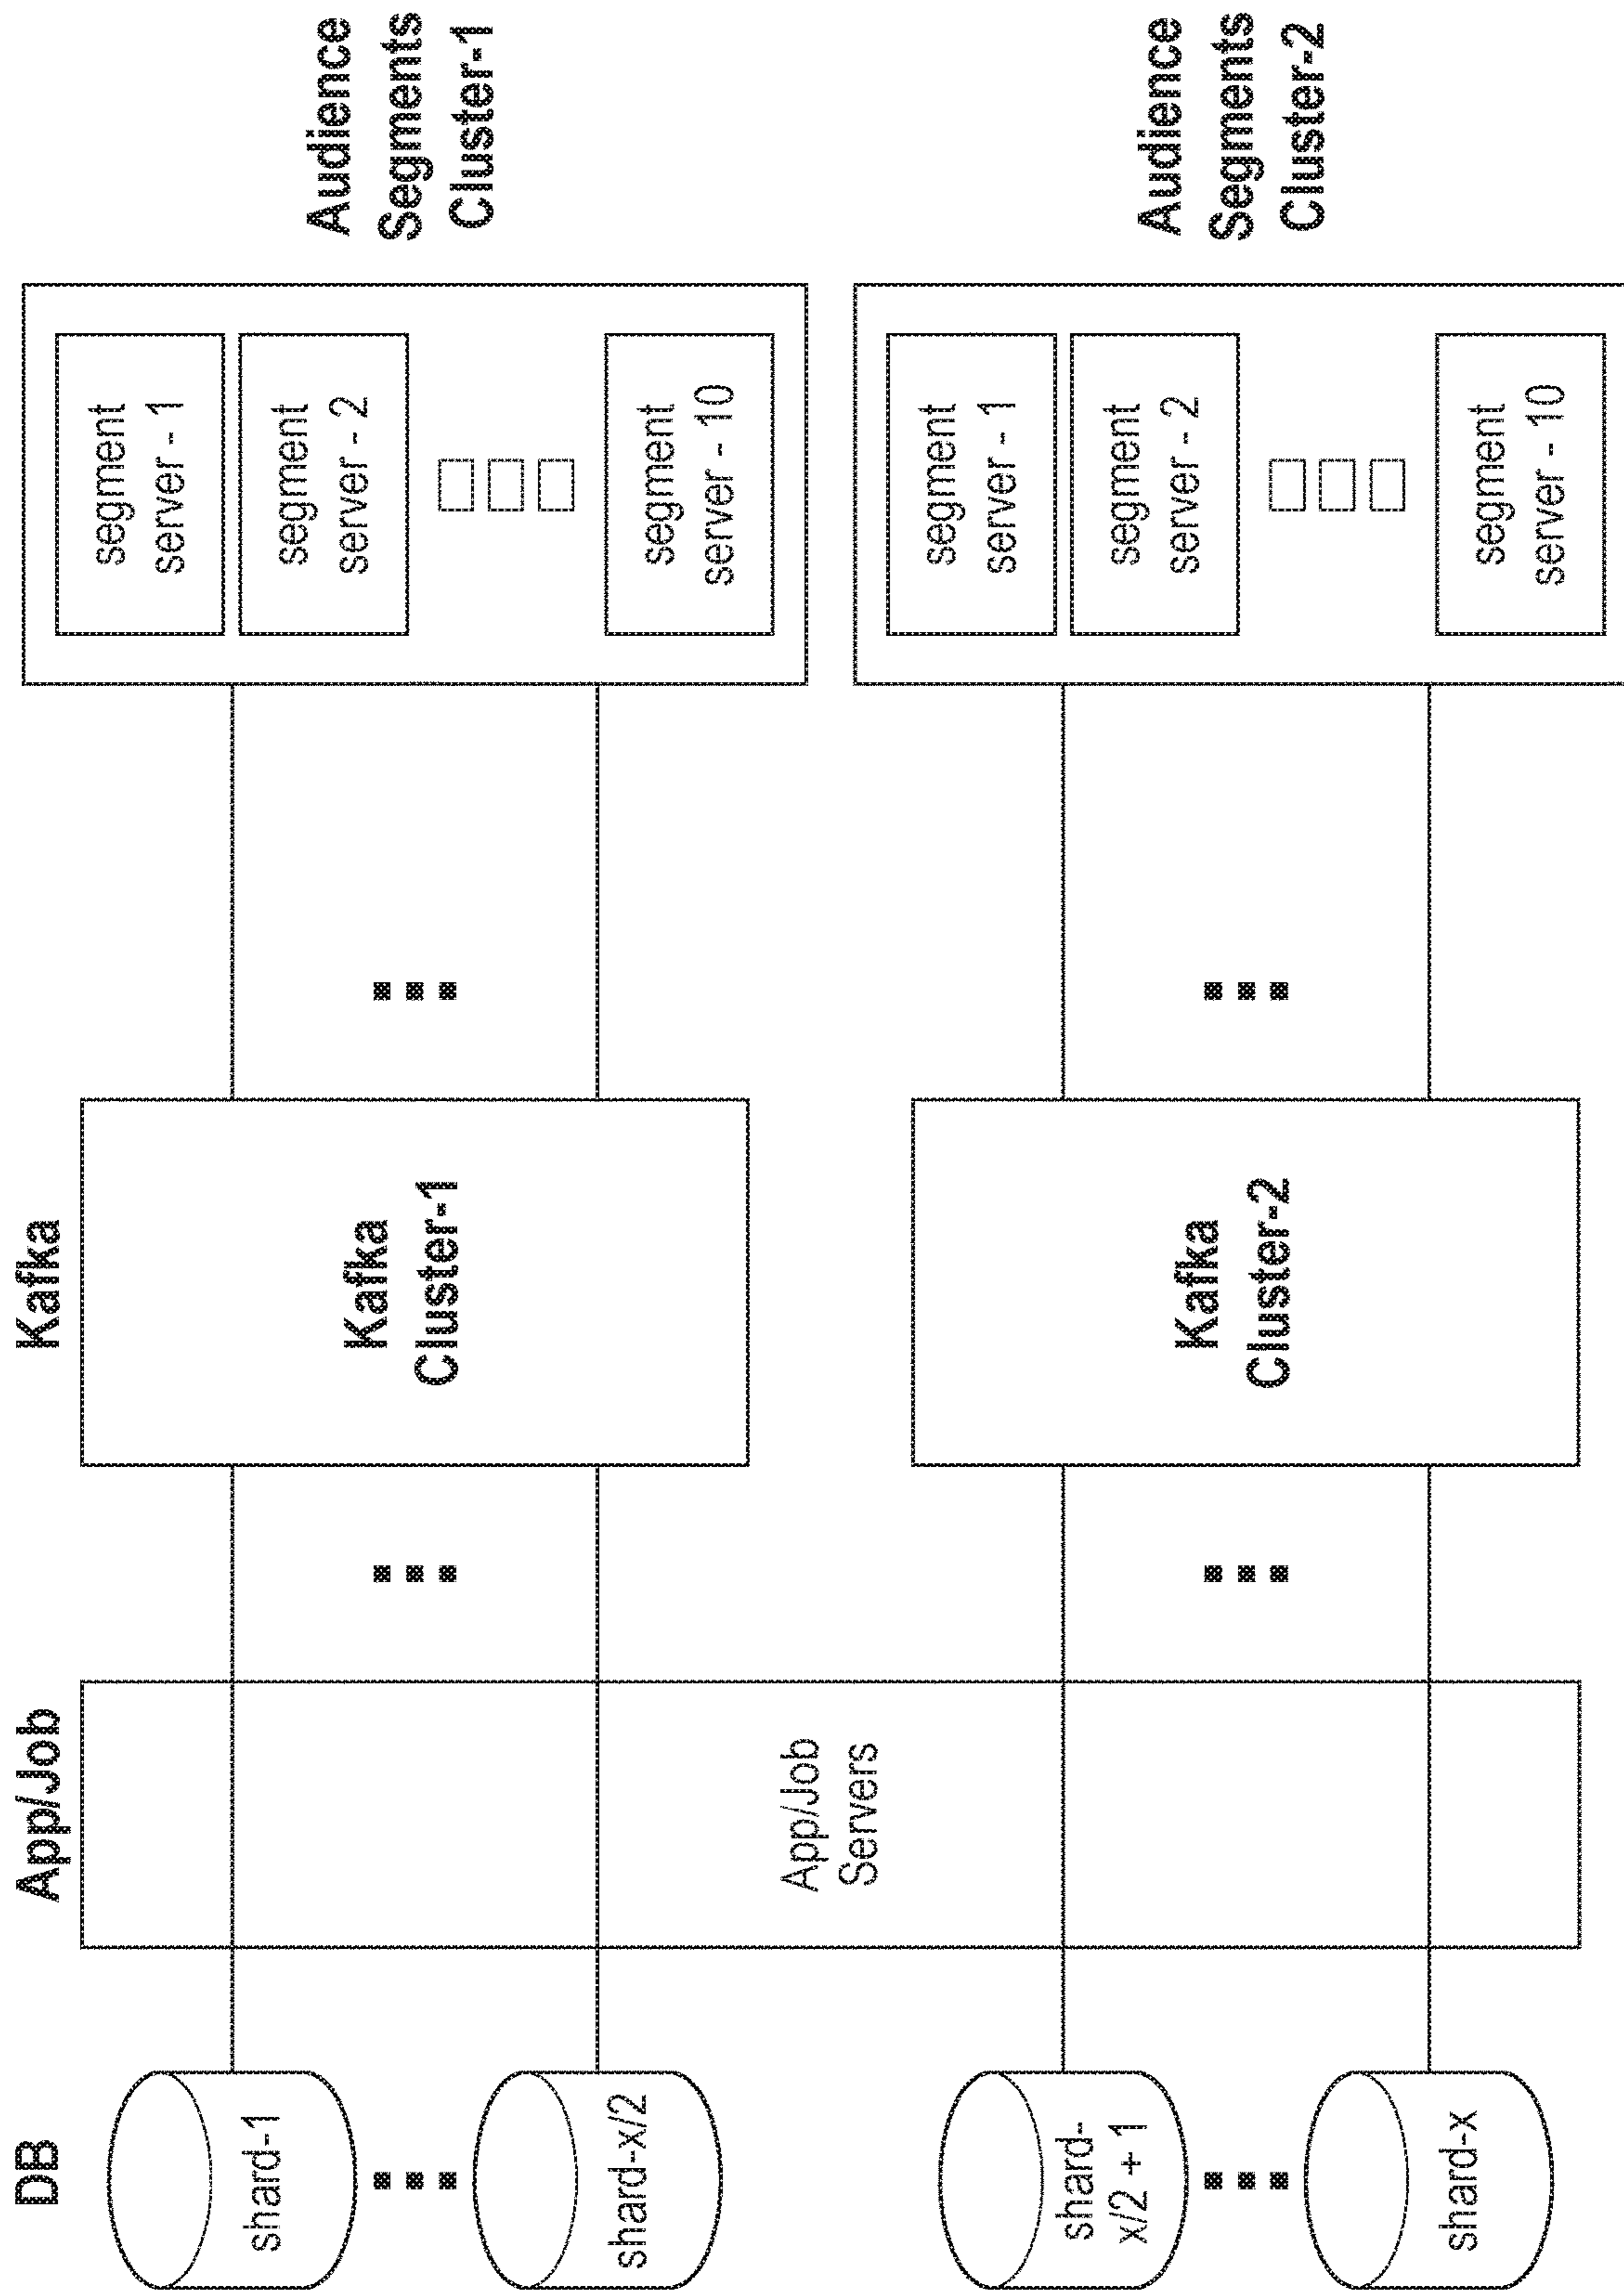 DB
App/Job
Kafka
shard-1
shard-x/2
shard-
x/2 + 1
shard-x
App/Job
Servers
Kafka
Cluster-1
Kafka
Cluster-2
segment
server - 1
segment
server - 2
segment
server - 10
Audience
Segments
Cluster-1
segment
server - 1
segment
server - 2
segment
server - 10
Audience
Segments
Cluster-2